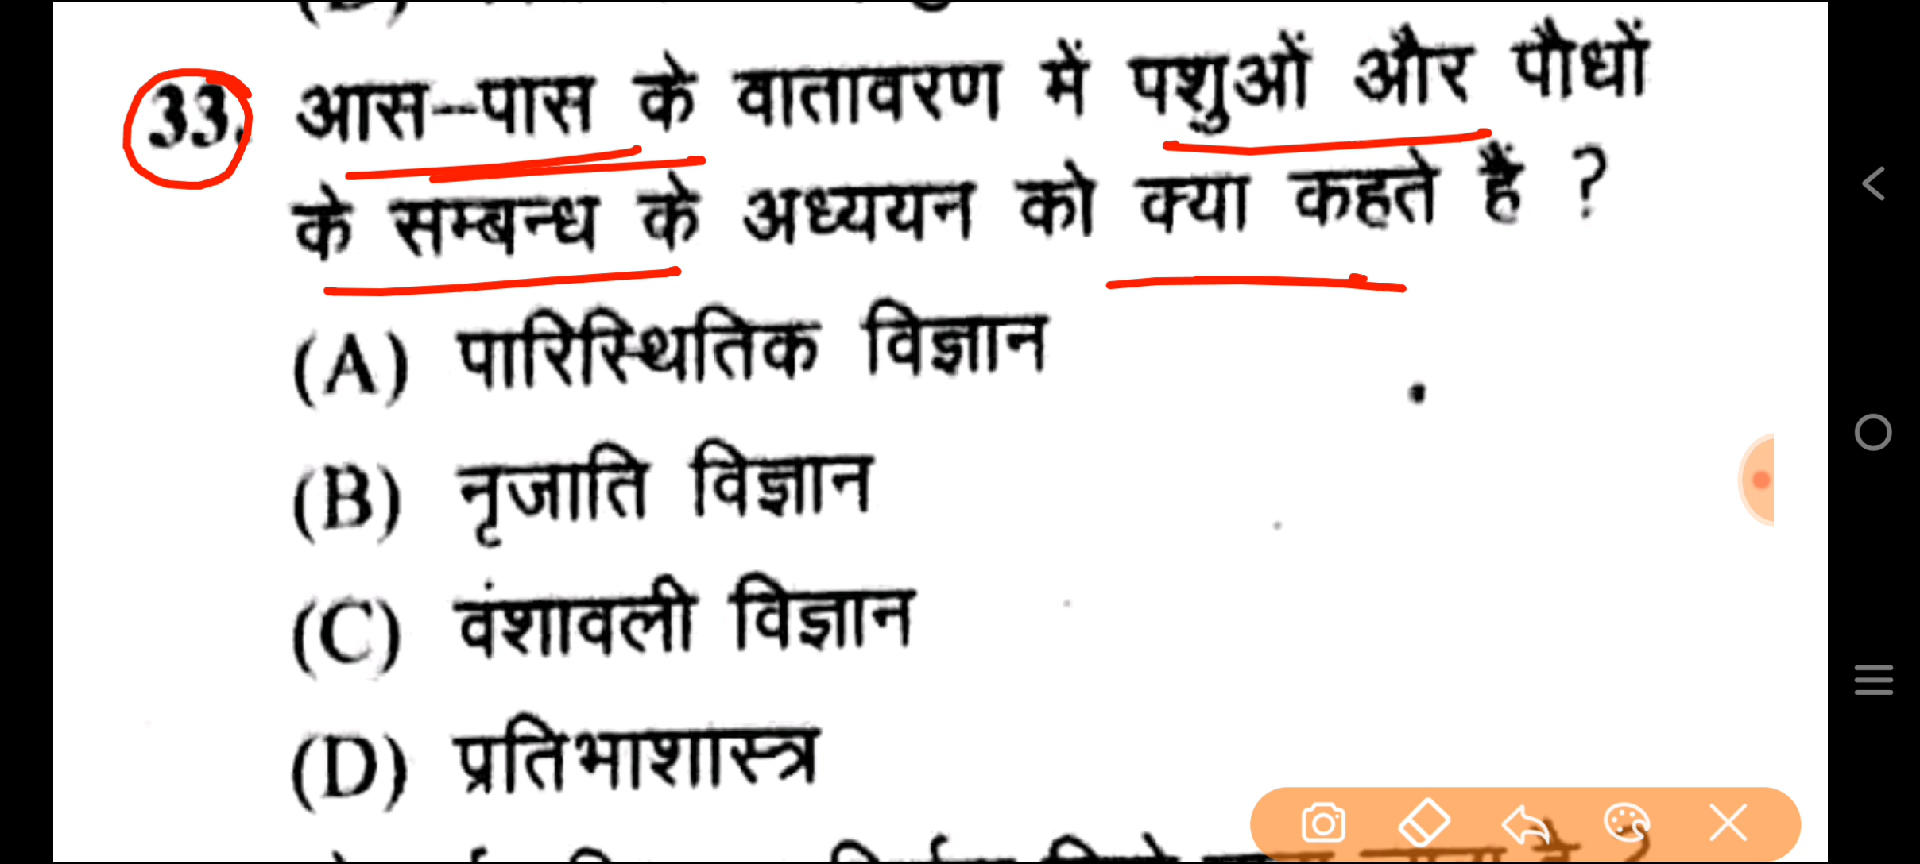 33. आस–पास के वातावरण में पशुओं और पौधों
के सम्बन्ध के अध्ययन को क्या कहते हैं ?
(A) पारिस्थितिक विज्ञान
(B) नृजाति विज्ञान
(C) वंशावली विज्ञान
(D) प्रतिभाशास्त्र